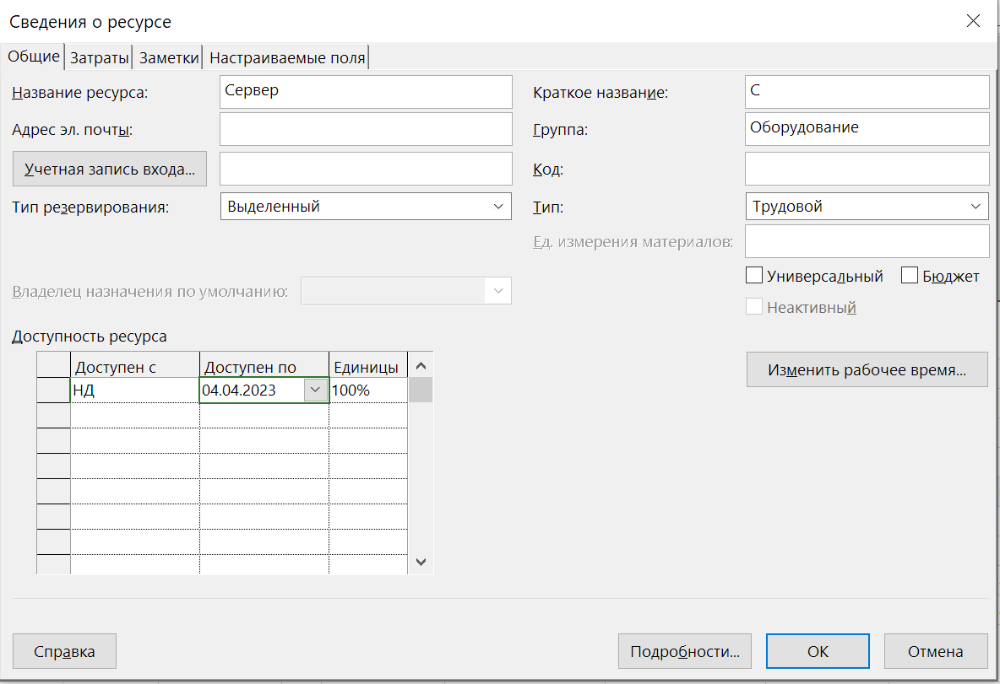 Сведения о ресурсе
Общие Затраты Заметки Настраиваемые поля
Название ресурса: Сервер Краткое название: С
Адрес эл. почты: Группа: Оборудование
Учетная запись входа... Код:
Тип резервирования: Выделенный Тип: Трудовой
Ед. измерения материалов:
Универсальный Бюджет
Владелец назначения по умолчанию: Неактивный
Доступность ресурса
Доступен с Доступен по Единицы Изменить рабочее время...
НД 04.04.2023 100%
Справка Подробности... ОК Отмена